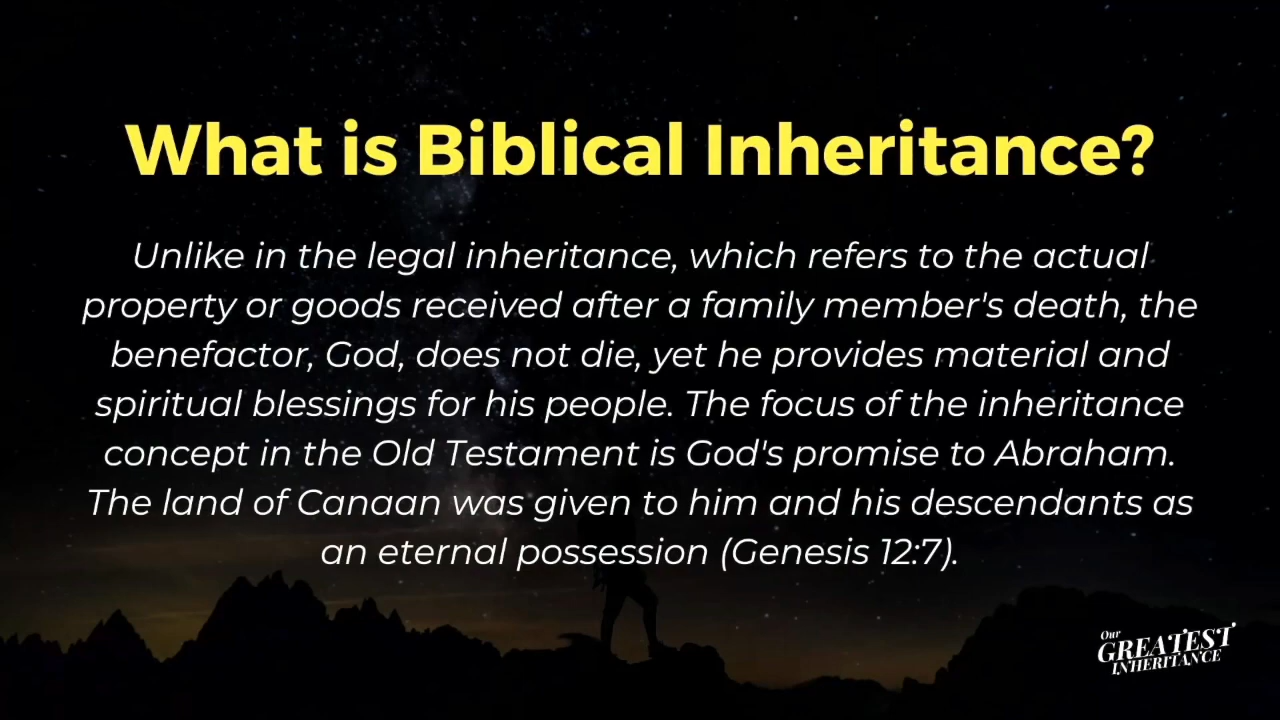 What is Biblical Inheritance?
Unlike in the legal inheritance, which refers to the actual
property or goods received after a family member's death, the
benefactor, God, does not die, yet he provides material and
spiritual blessings for his people. The focus of the inheritance
concept in the Old Testament is God's promise to Abraham.
The land of Canaan was given to him and his descendants as
an eternal possession (Genesis 12:7).
Our
GREATEST
INHERITANCE